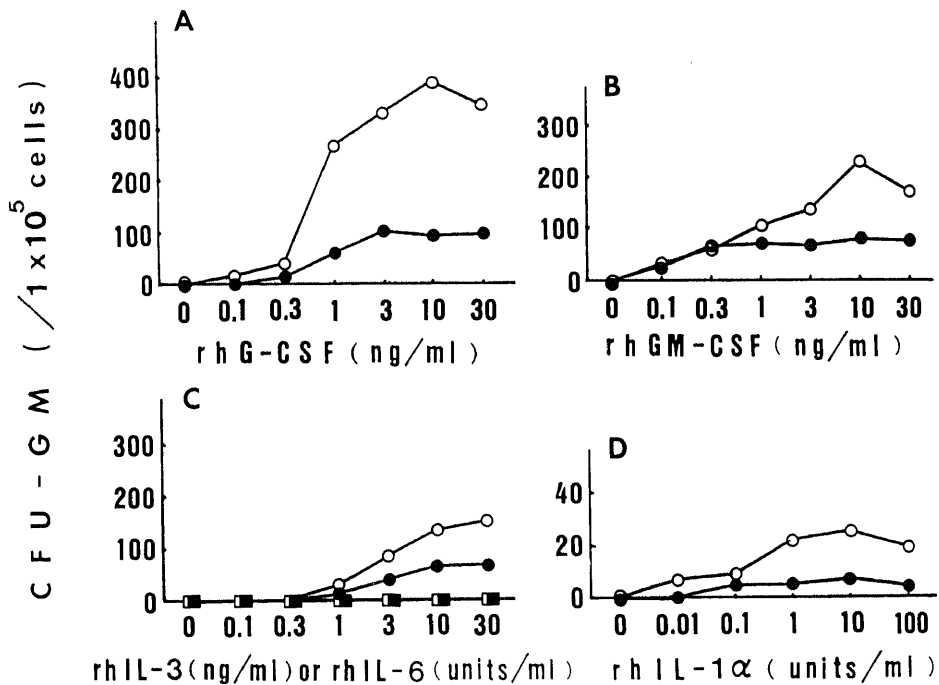 CFU-GM (/1x10⁵ cells)
A
400
300
200
100
0
0 0.1 0.3 1 3 10 30
rhG-CSF (ng/ml)
B
300
200
100
0
0 0.1 0.3 1 3 10 30
rhGM-CSF (ng/ml)
C
300
200
100
0
0 0.1 0.3 1 3 10 30
rhIL-3(ng/ml) or rhIL-6(units/ml)
D
40
20
0
0 0.01 0.1 1 10 100
rhIL-1α (units/ml)